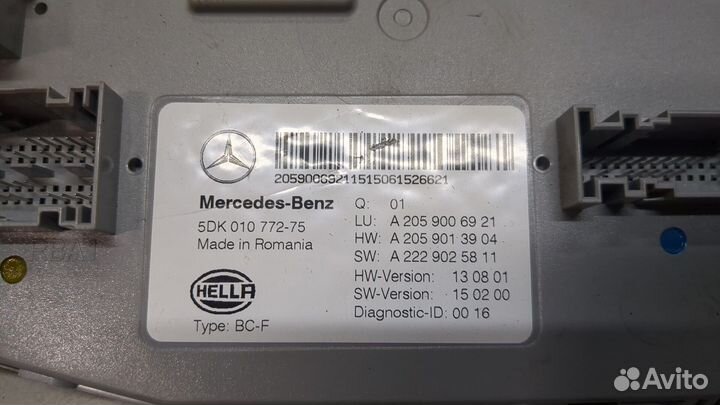 2059006921151506152662​1
Mercedes-Benz
Q: 01
5DK 010 772-75
LU: A 205 900 69 21
Made in Romania
HW: A 205 901 39 04
SW: A 222 902 58 11
HELLA
HW-Version: 13 08 01
SW-Version: 15 02 00
Type: BC-F
Diagnostic-ID: 00 16
Avito